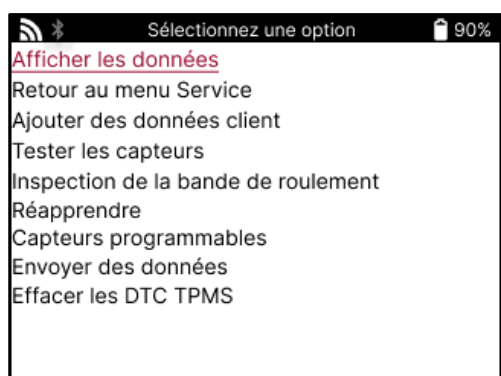 Sélectionnez une option 90%
Afficher les données
Retour au menu Service
Ajouter des données client
Tester les capteurs
Inspection de la bande de roulement
Réapprendre
Capteurs programmables
Envoyer des données
Effacer les DTC TPMS